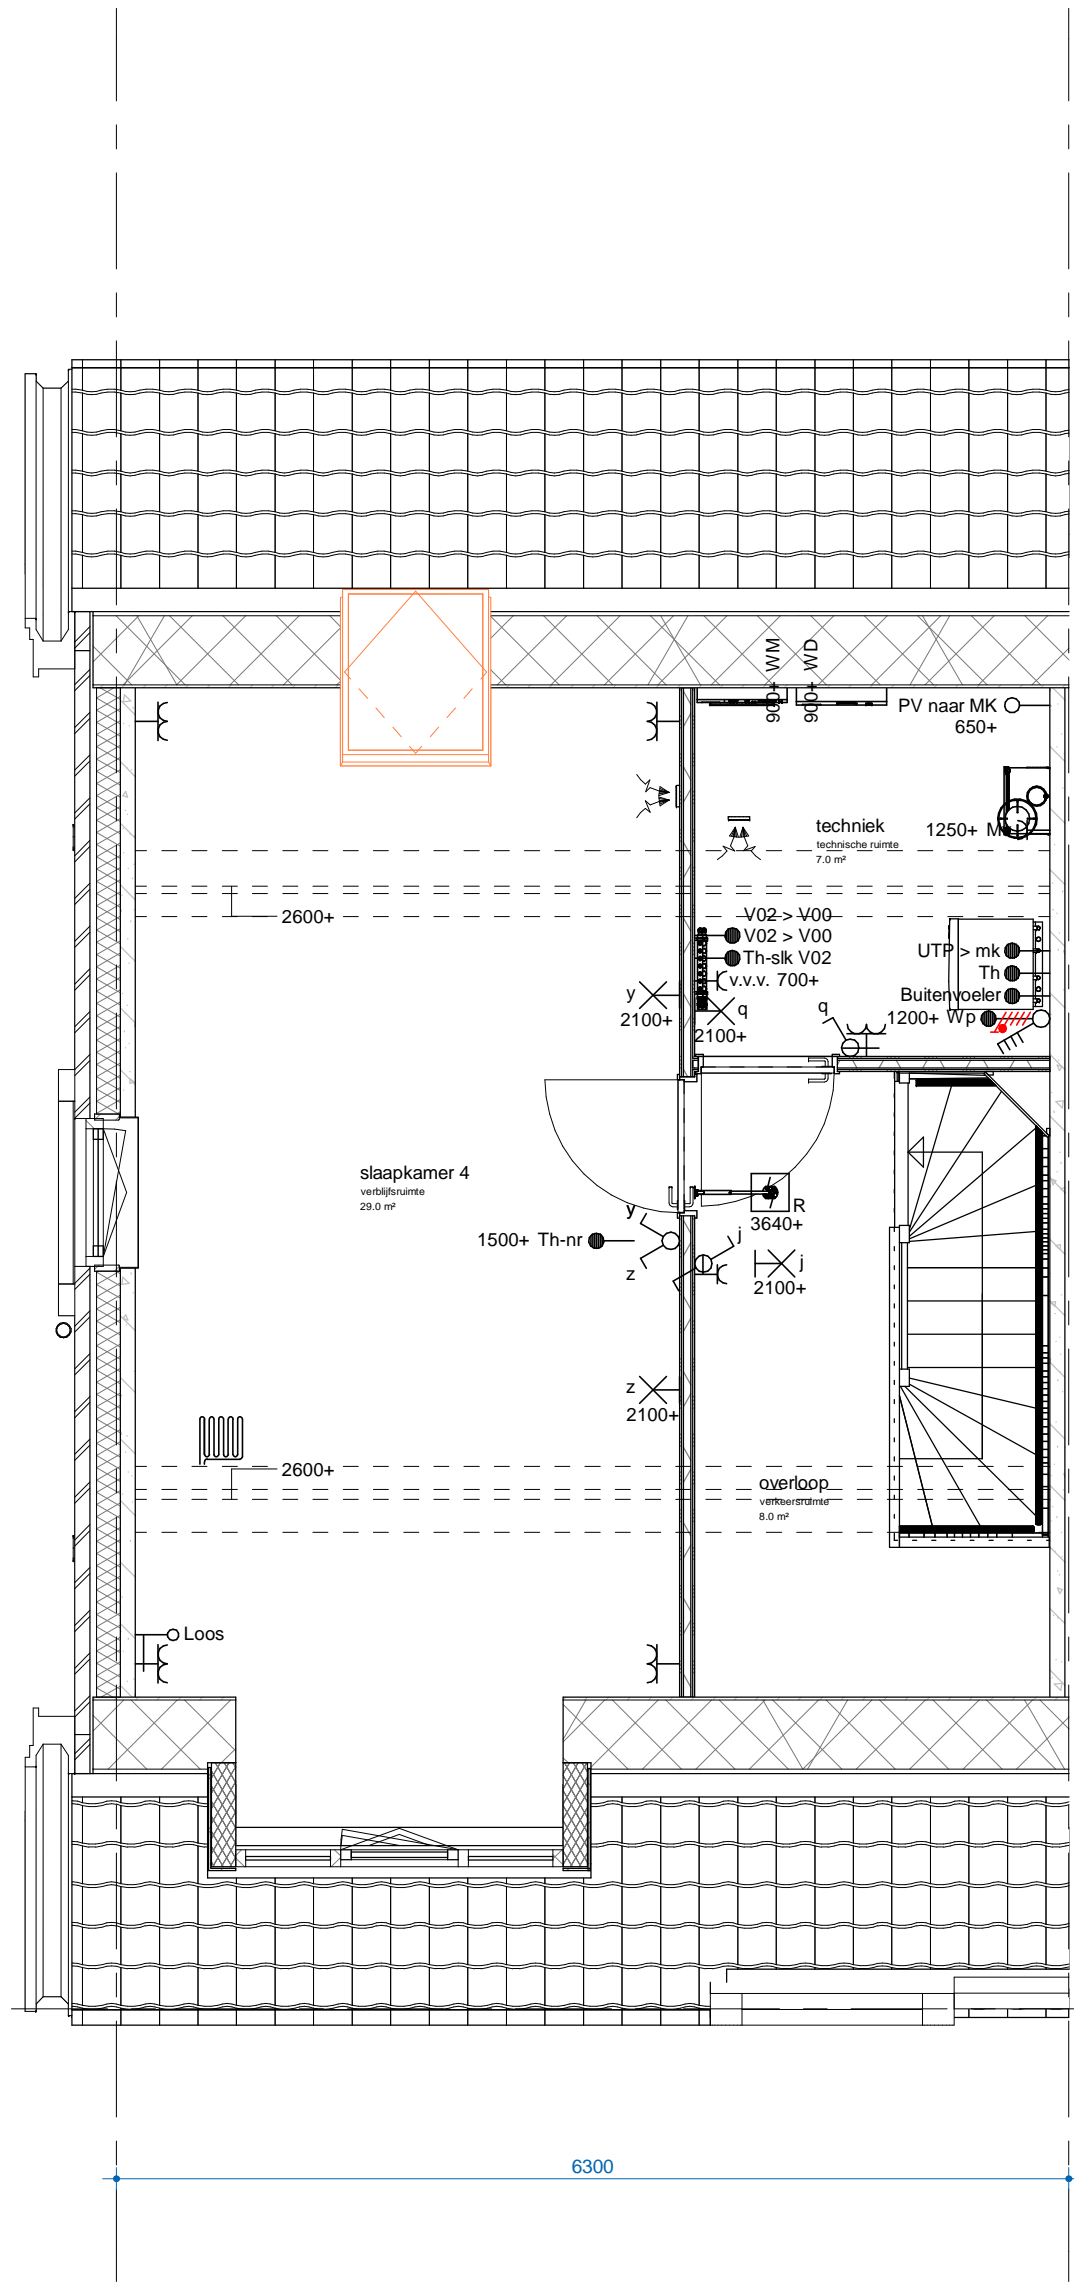 900+ WM
900+ WD
PV naar MK
650+
techniek
technische ruimte
7.0 m²
1250+
2600+
V02 > V00
V02 > V00
Th-slk V02
v.v.v. 700+
UTP > mk
Th
Buitenvoeler
1200+ Wp
y
2100+
q
2100+
q
slaapkamer 4
verblijfsruimte
29.0 m²
R
3640+
y
1500+ Th-nr
z
j
j
2100+
z
2100+
2600+
overloop
verkeersruimte
8.0 m²
Loos
6300